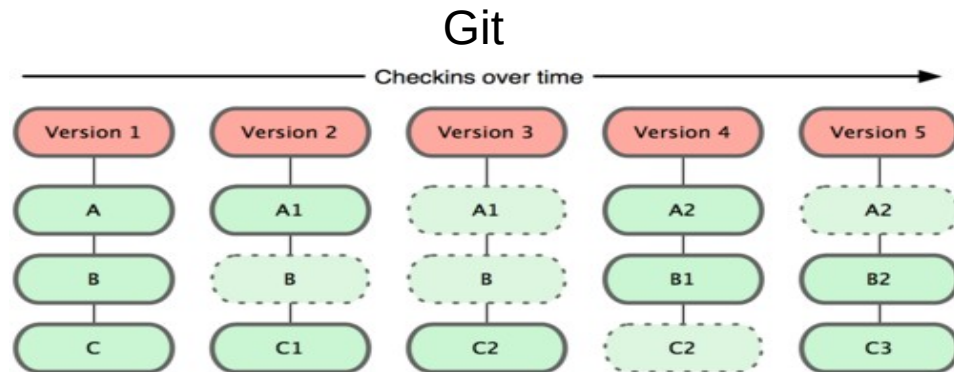 Git
Checkins over time
Version 1 Version 2 Version 3 Version 4 Version 5
A A1 A1 A2 A2
B B B B1 B2
C C1 C2 C2 C3